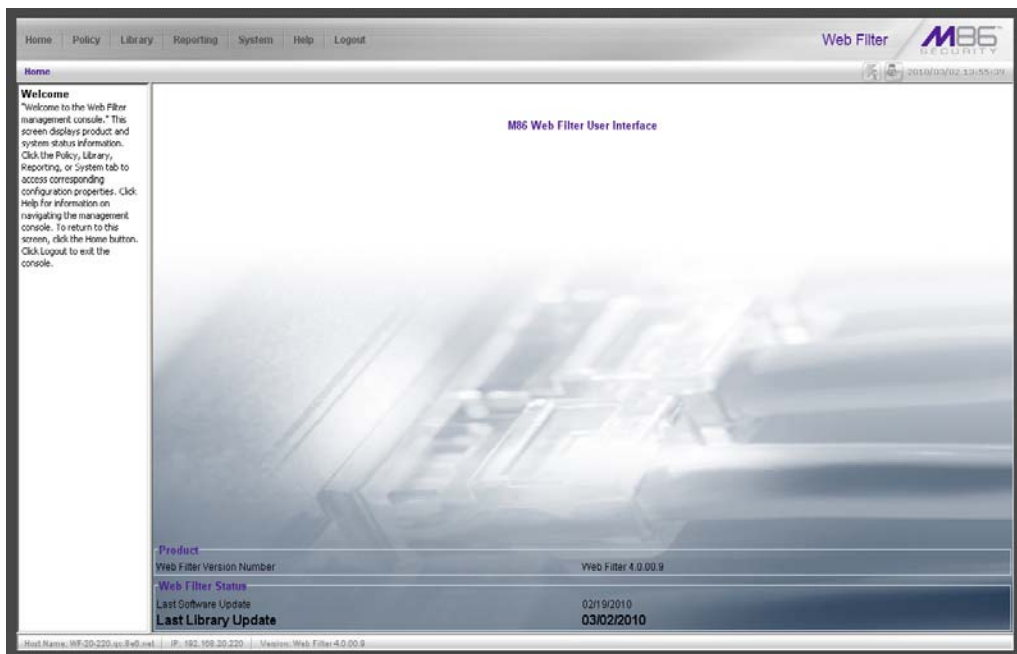 Home Policy Library Reporting System Help Logout
Web Filter
M86
SECURITY
Home
2010/03/02 13:55:39
Welcome
"Welcome to the Web Filter
management console." This
screen displays product and
system status information.
Click the Policy, Library,
Reporting, or System tab to
access corresponding
configuration properties. Click
Help for information on
navigating the management
console. To return to this
screen, click the Home button.
Click Logout to exit the
console.
M86 Web Filter User Interface
Product
Web Filter Version Number Web Filter 4.0.00.9
Web Filter Status
Last Software Update 02/19/2010
Last Library Update 03/02/2010
Host Name: WF-20-220.qc.8e6.net IP: 192.168.20.220 Version: Web Filter 4.0.00.9